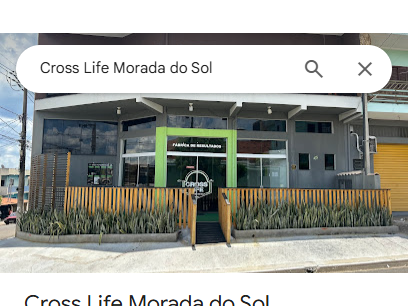 Cross Life Morada do Sol
FÁBRICA DE RESULTADOS
CROSS
LIFE
Cross Life Morada do Sol